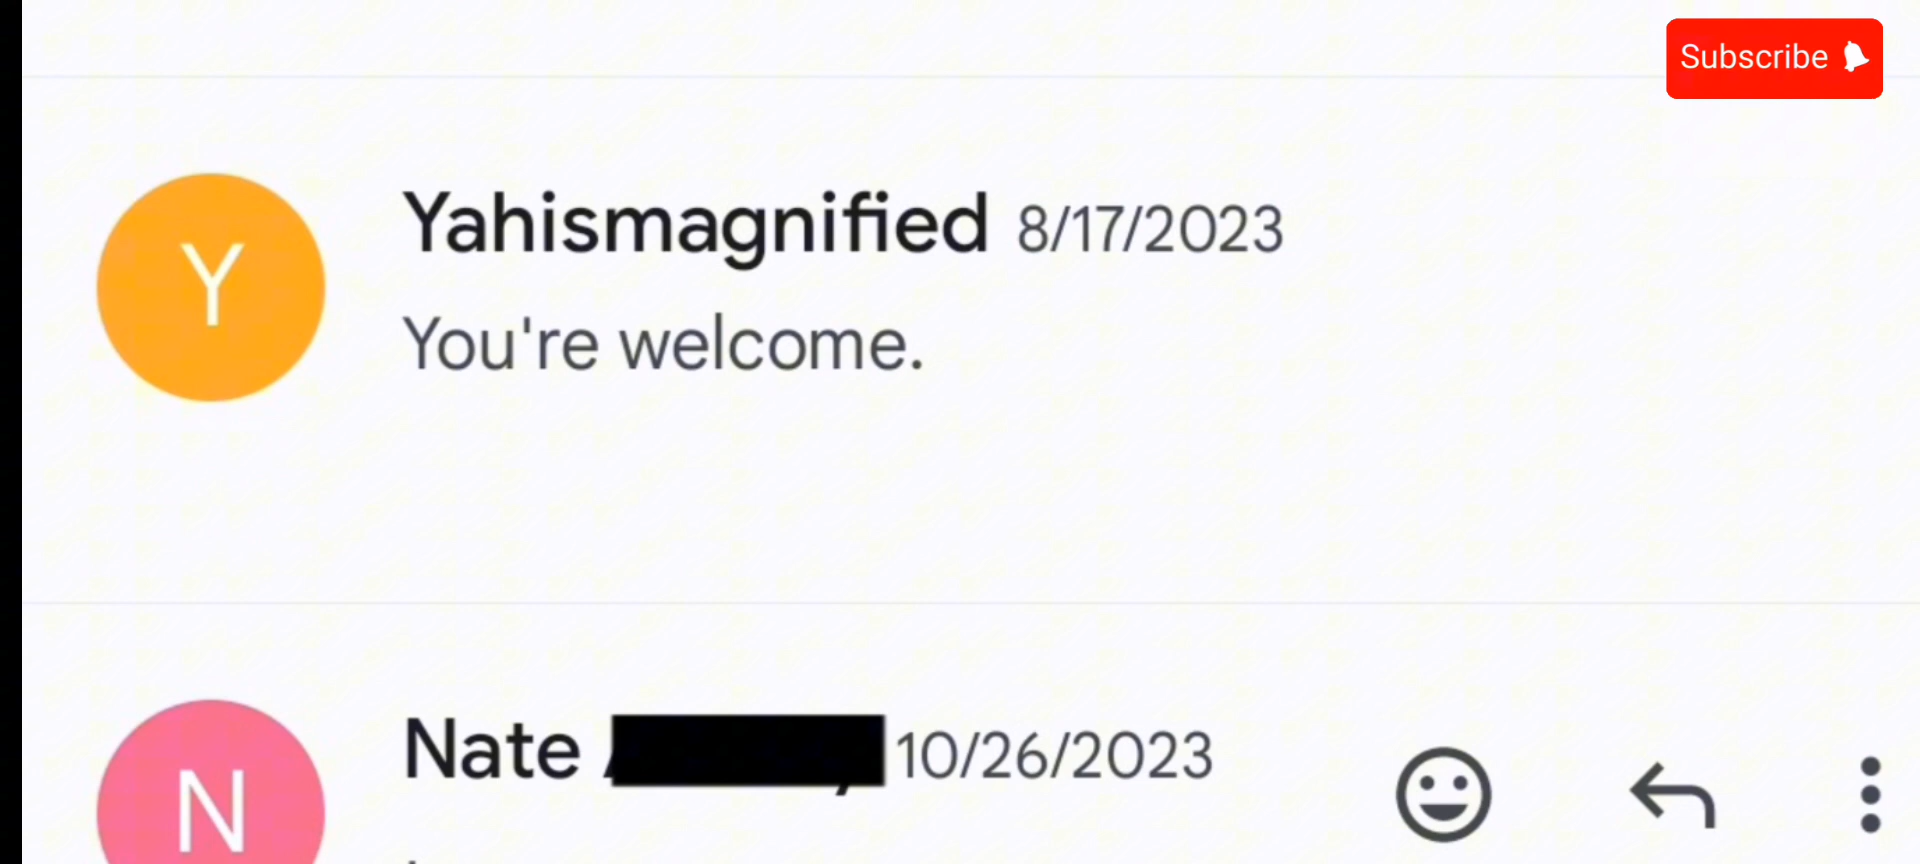 Subscribe
Y
Yahismagnified 8/17/2023
You're welcome.
N
Nate 10/26/2023